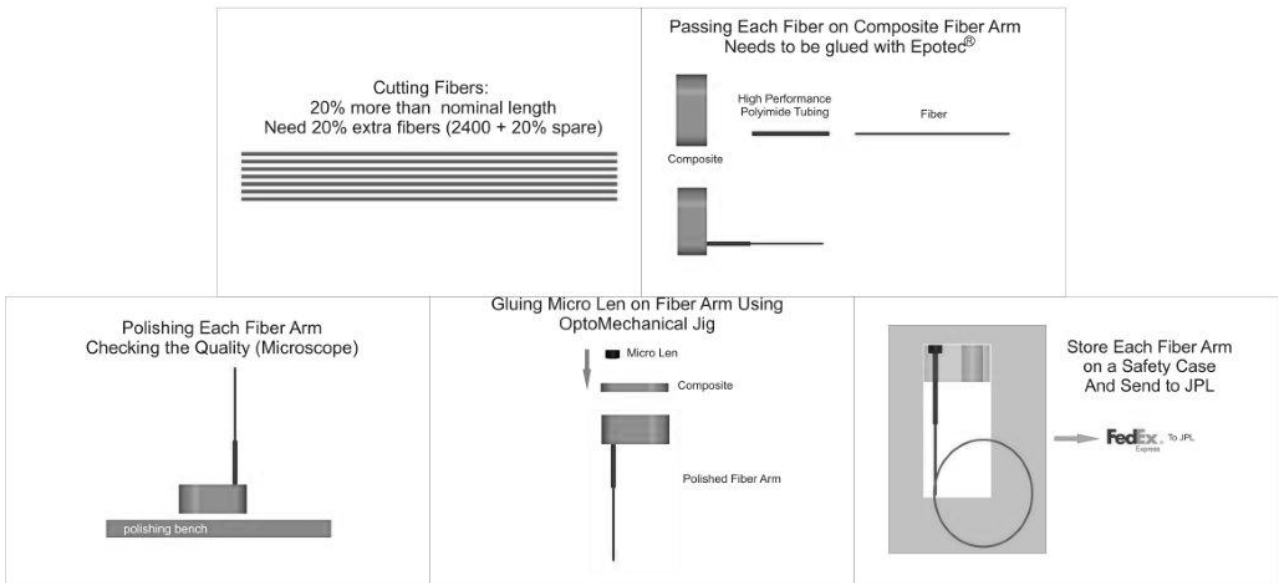 Cutting Fibers:
20% more than nominal length
Need 20% extra fibers (2400 + 20% spare)
Passing Each Fiber on Composite Fiber Arm
Needs to be glued with Epotec®
High Performance
Polyimide Tubing
Fiber
Composite
Polishing Each Fiber Arm
Checking the Quality (Microscope)
polishing bench
Gluing Micro Len on Fiber Arm Using
OptoMechanical Jig
Micro Len
Composite
Polished Fiber Arm
Store Each Fiber Arm
on a Safety Case
And Send to JPL
FedEx® To JPL
Express